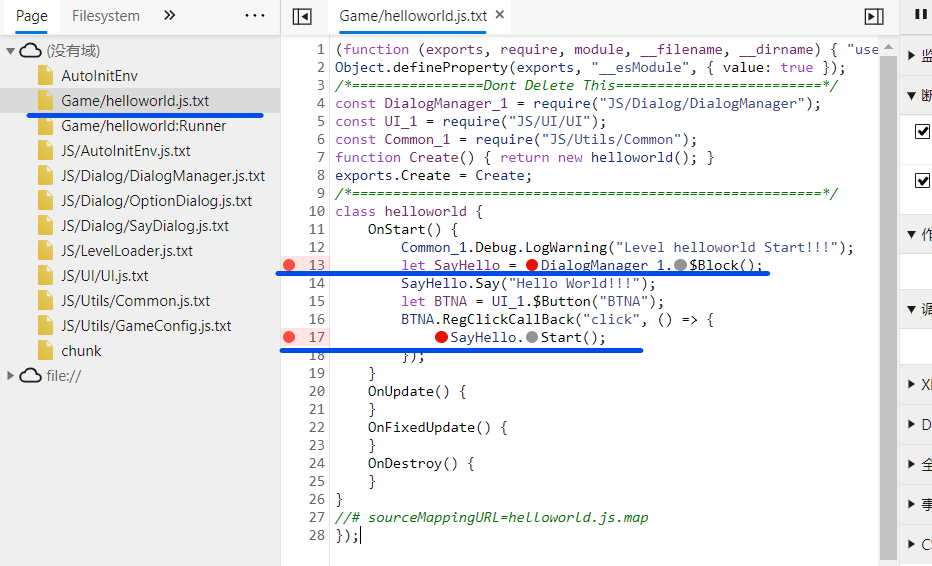 Page Filesystem
Game/helloworld.js.txt
(没有域)
AutoInitEnv
Game/helloworld.js.txt
Game/helloworld:Runner
JS/AutoInitEnv.js.txt
JS/Dialog/DialogManager.js.txt
JS/Dialog/OptionDialog.js.txt
JS/Dialog/SayDialog.js.txt
JS/LevelLoader.js.txt
JS/UI/UI.js.txt
JS/Utils/Common.js.txt
JS/Utils/GameConfig.js.txt
chunk
file://
1 (function (exports, require, module, __filename, __dirname) { "use
2 Object.defineProperty(exports, "__esModule", { value: true });
3 /*================Dont Delete This=========================*/
4 const DialogManager_1 = require("JS/Dialog/DialogManager");
5 const UI_1 = require("JS/UI/UI");
6 const Common_1 = require("JS/Utils/Common");
7 function Create() { return new helloworld(); }
8 exports.Create = Create;
9 /*=========================================================*/
10 class helloworld {
11 OnStart() {
12 Common_1.Debug.LogWarning("Level helloworld Start!!!");
13 let SayHello = DialogManager_1.$Block();
14 SayHello.Say("Hello World!!!");
15 let BTNA = UI_1.$Button("BTNA");
16 BTNA.RegClickCallBack("click", () => {
17 SayHello.Start();
18 });
19 }
20 OnUpdate() {
21 }
22 OnFixedUpdate() {
23 }
24 OnDestroy() {
25 }
26 }
27 //# sourceMappingURL=helloworld.js.map
28 });
监
断
作
调
X
D
全
事
CS